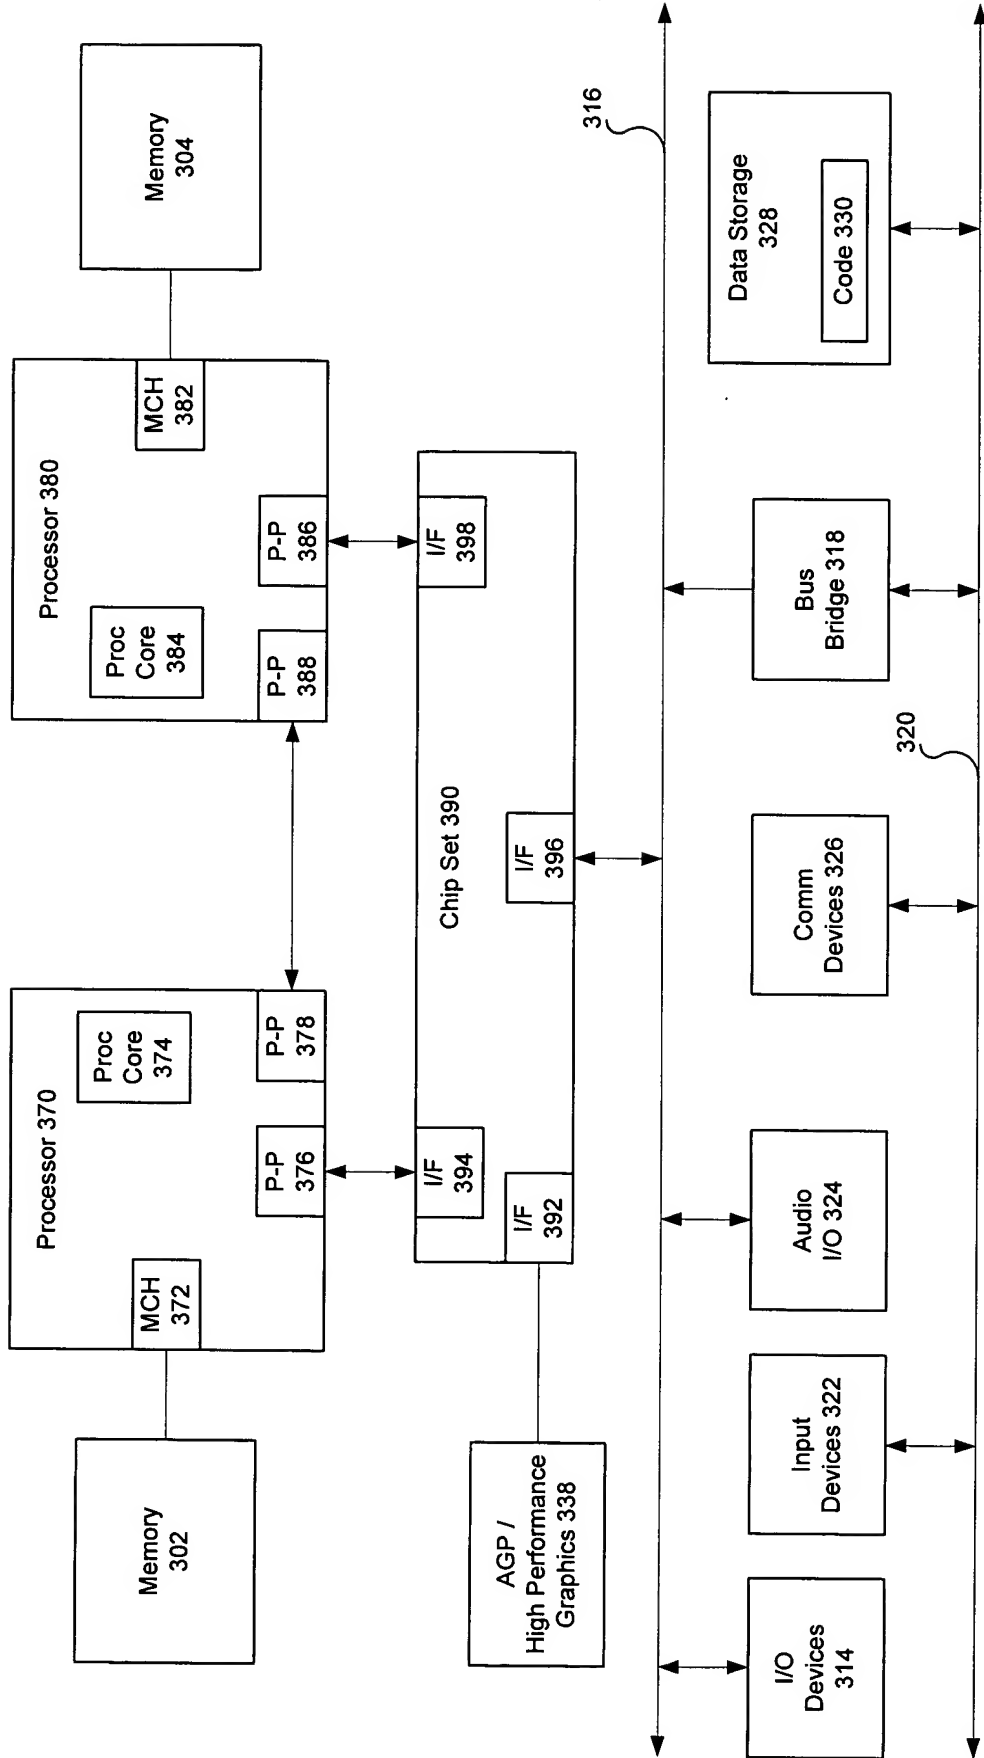 Memory
302
Processor 370
MCH
372
Proc
Core
374
P-P
376
P-P
378
Processor 380
Proc
Core
384
MCH
382
P-P
388
P-P
386
Memory
304
AGP /
High Performance
Graphics 338
Chip Set 390
I/F
394
I/F
392
I/F
396
I/F
398
316
I/O
Devices
314
Input
Devices 322
Audio
I/O 324
Comm
Devices 326
Bus
Bridge 318
Data Storage
328
Code 330
320